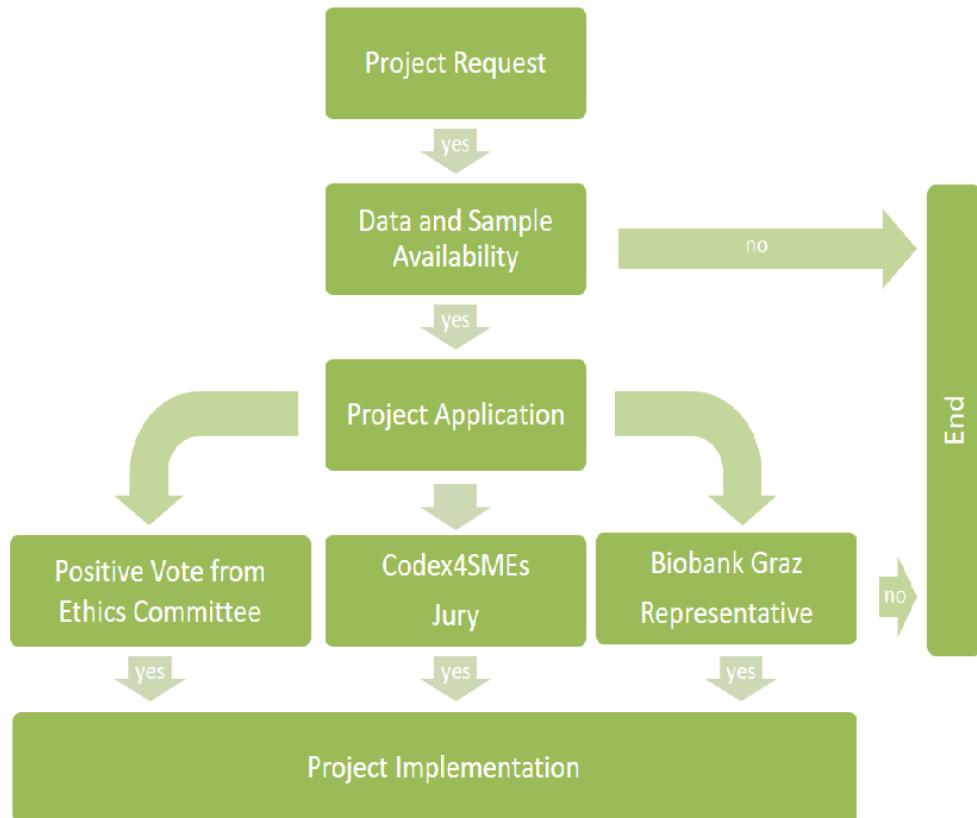 Project Request
yes
Data and Sample
Availability
no
yes
Project Application
End
Positive Vote from
Ethics Committee
Codex4SMEs
Jury
Biobank Graz
Representative
no
yes
yes
yes
Project Implementation